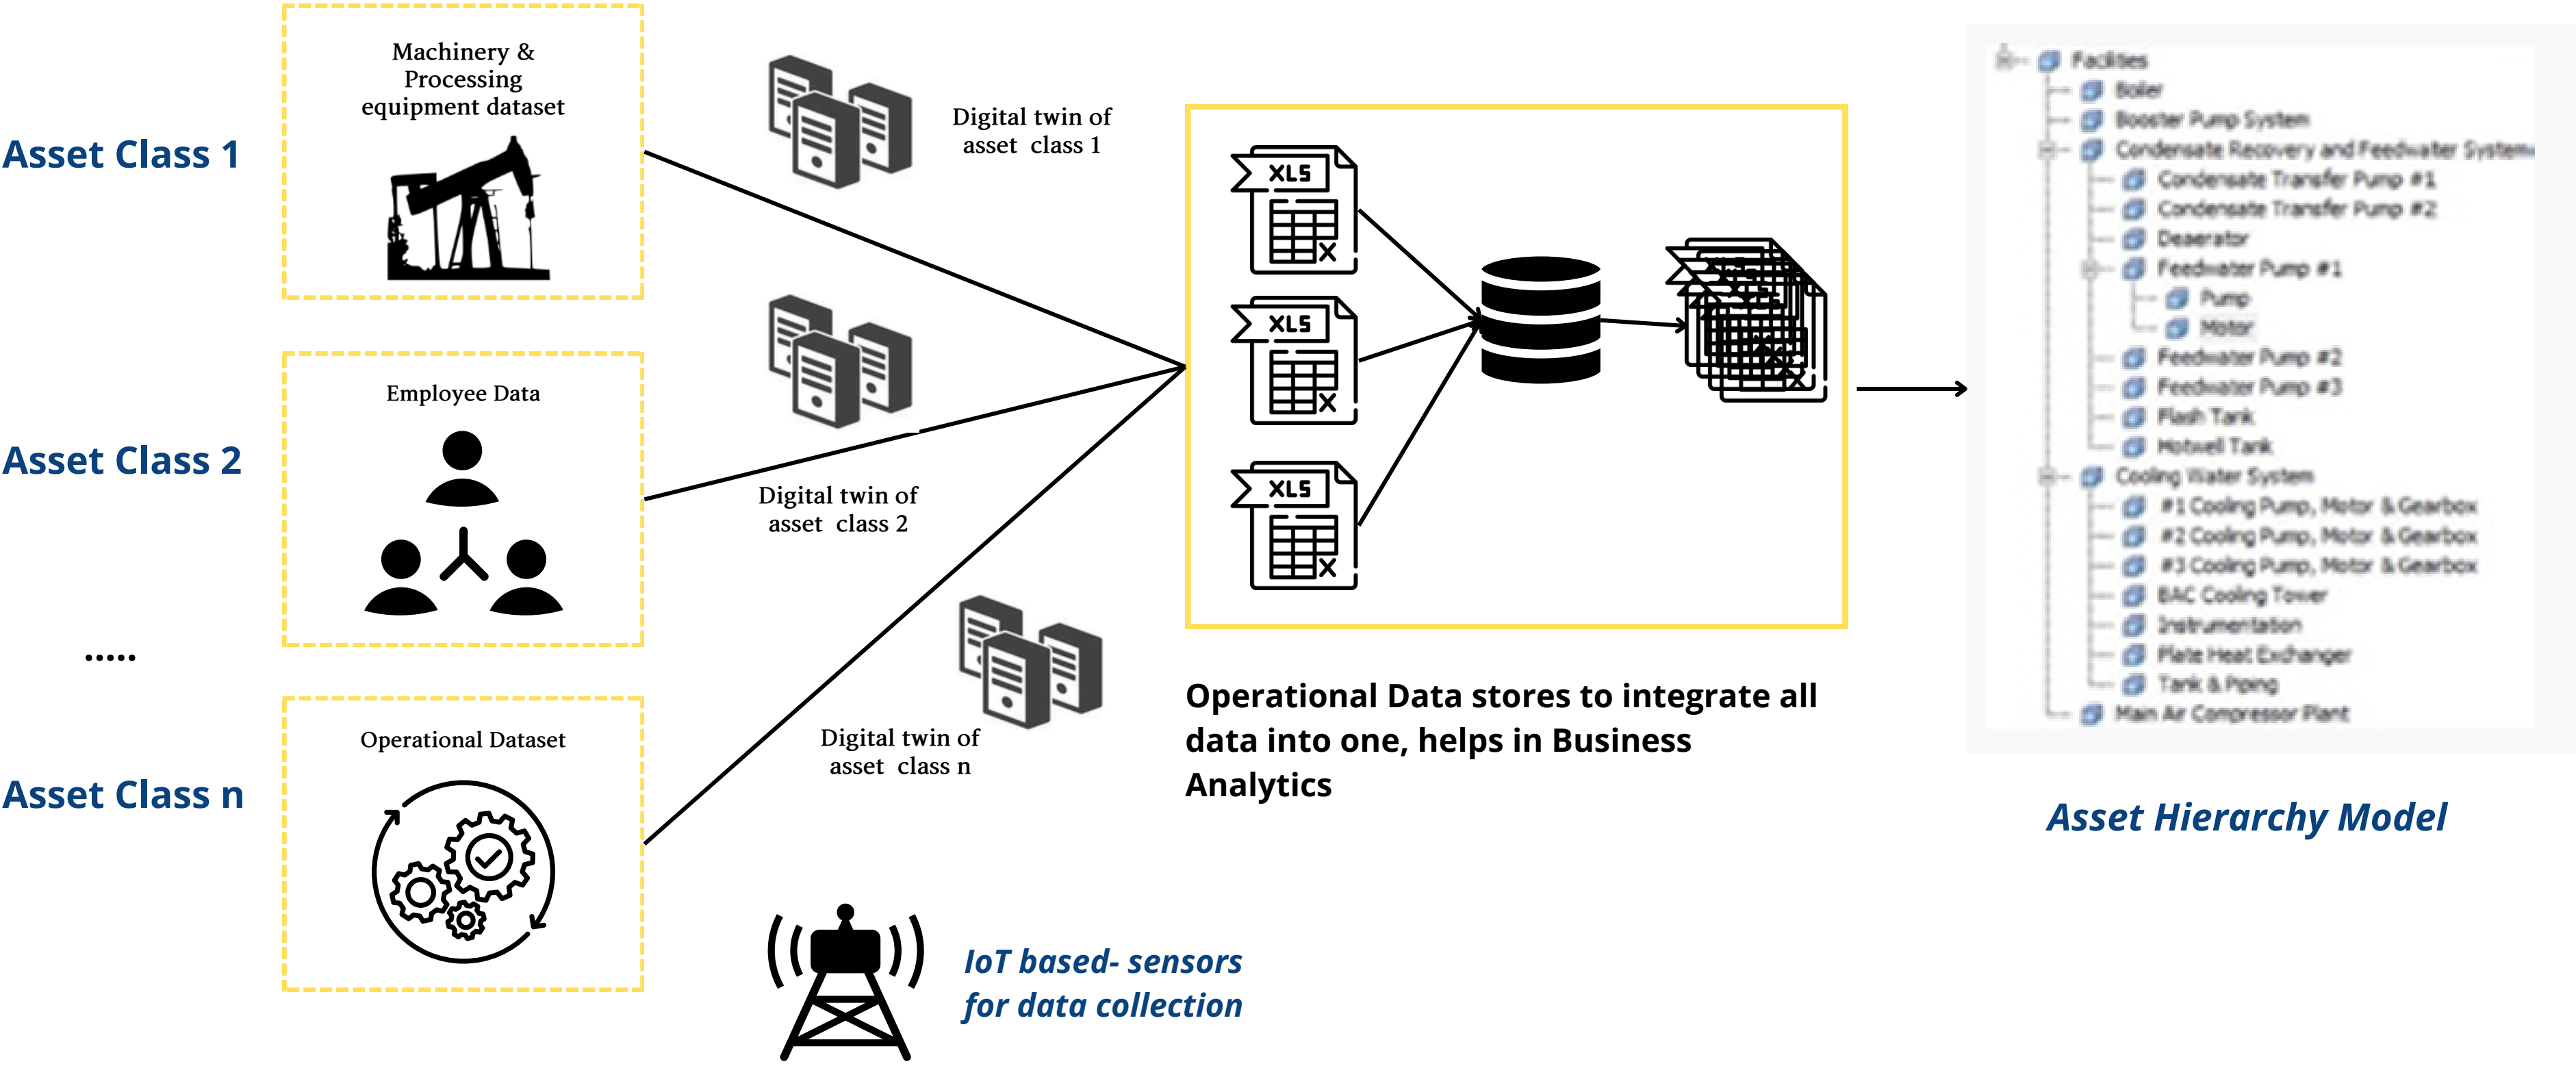 Asset Class 1
Machinery &
Processing
equipment dataset
Digital twin of
asset class 1
Asset Class 2
Employee Data
Digital twin of
asset class 2
.....
Asset Class n
Operational Dataset
Digital twin of
asset class n
IoT based- sensors
for data collection
XLS
XLS
XLS
XLS
Operational Data stores to integrate all
data into one, helps in Business
Analytics
Facilities
Boiler
Booster Pump System
Condensate Recovery and Feedwater System
Condensate Transfer Pump #1
Condensate Transfer Pump #2
Deaerator
Feedwater Pump #1
Pump
Motor
Feedwater Pump #2
Feedwater Pump #3
Flash Tank
Hotwell Tank
Cooling Water System
#1 Cooling Pump, Motor & Gearbox
#2 Cooling Pump, Motor & Gearbox
#3 Cooling Pump, Motor & Gearbox
BAC Cooling Tower
Instrumentation
Plate Heat Exchanger
Tank & Piping
Main Air Compressor Plant
Asset Hierarchy Model